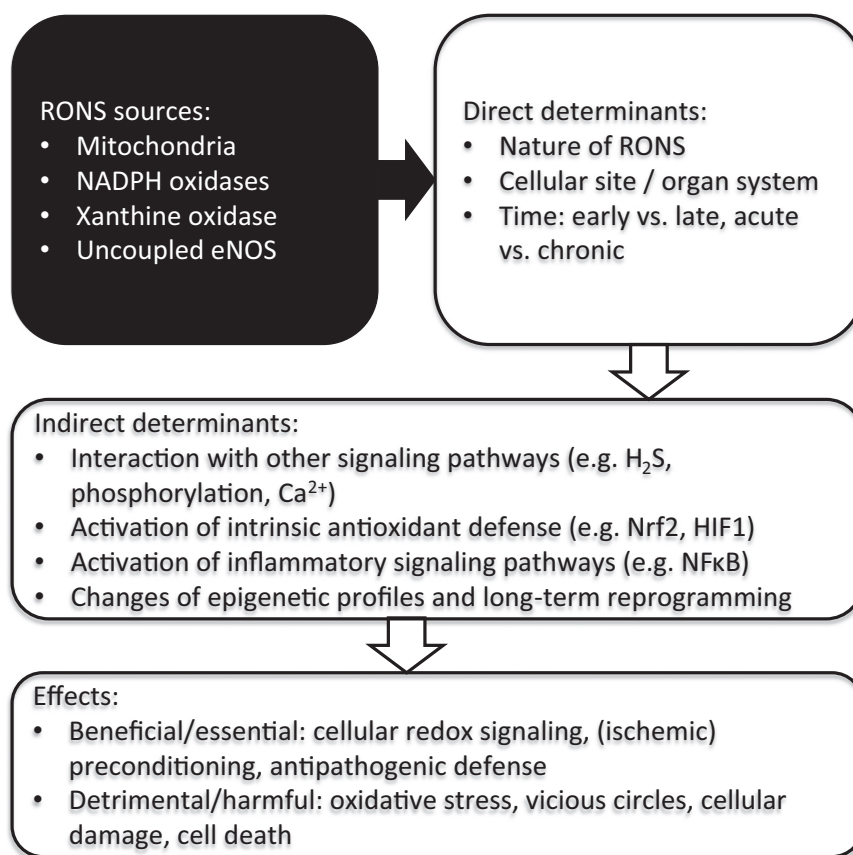 RONS sources:
• Mitochondria
• NADPH oxidases
• Xanthine oxidase
• Uncoupled eNOS
Direct determinants:
• Nature of RONS
• Cellular site / organ system
• Time: early vs. late, acute
vs. chronic
Indirect determinants:
• Interaction with other signaling pathways (e.g. H₂S,
phosphorylation, Ca²⁺)
• Activation of intrinsic antioxidant defense (e.g. Nrf2, HIF1)
• Activation of inflammatory signaling pathways (e.g. NFκB)
• Changes of epigenetic profiles and long-term reprogramming
Effects:
• Beneficial/essential: cellular redox signaling, (ischemic)
preconditioning, antipathogenic defense
• Detrimental/harmful: oxidative stress, vicious circles, cellular
damage, cell death